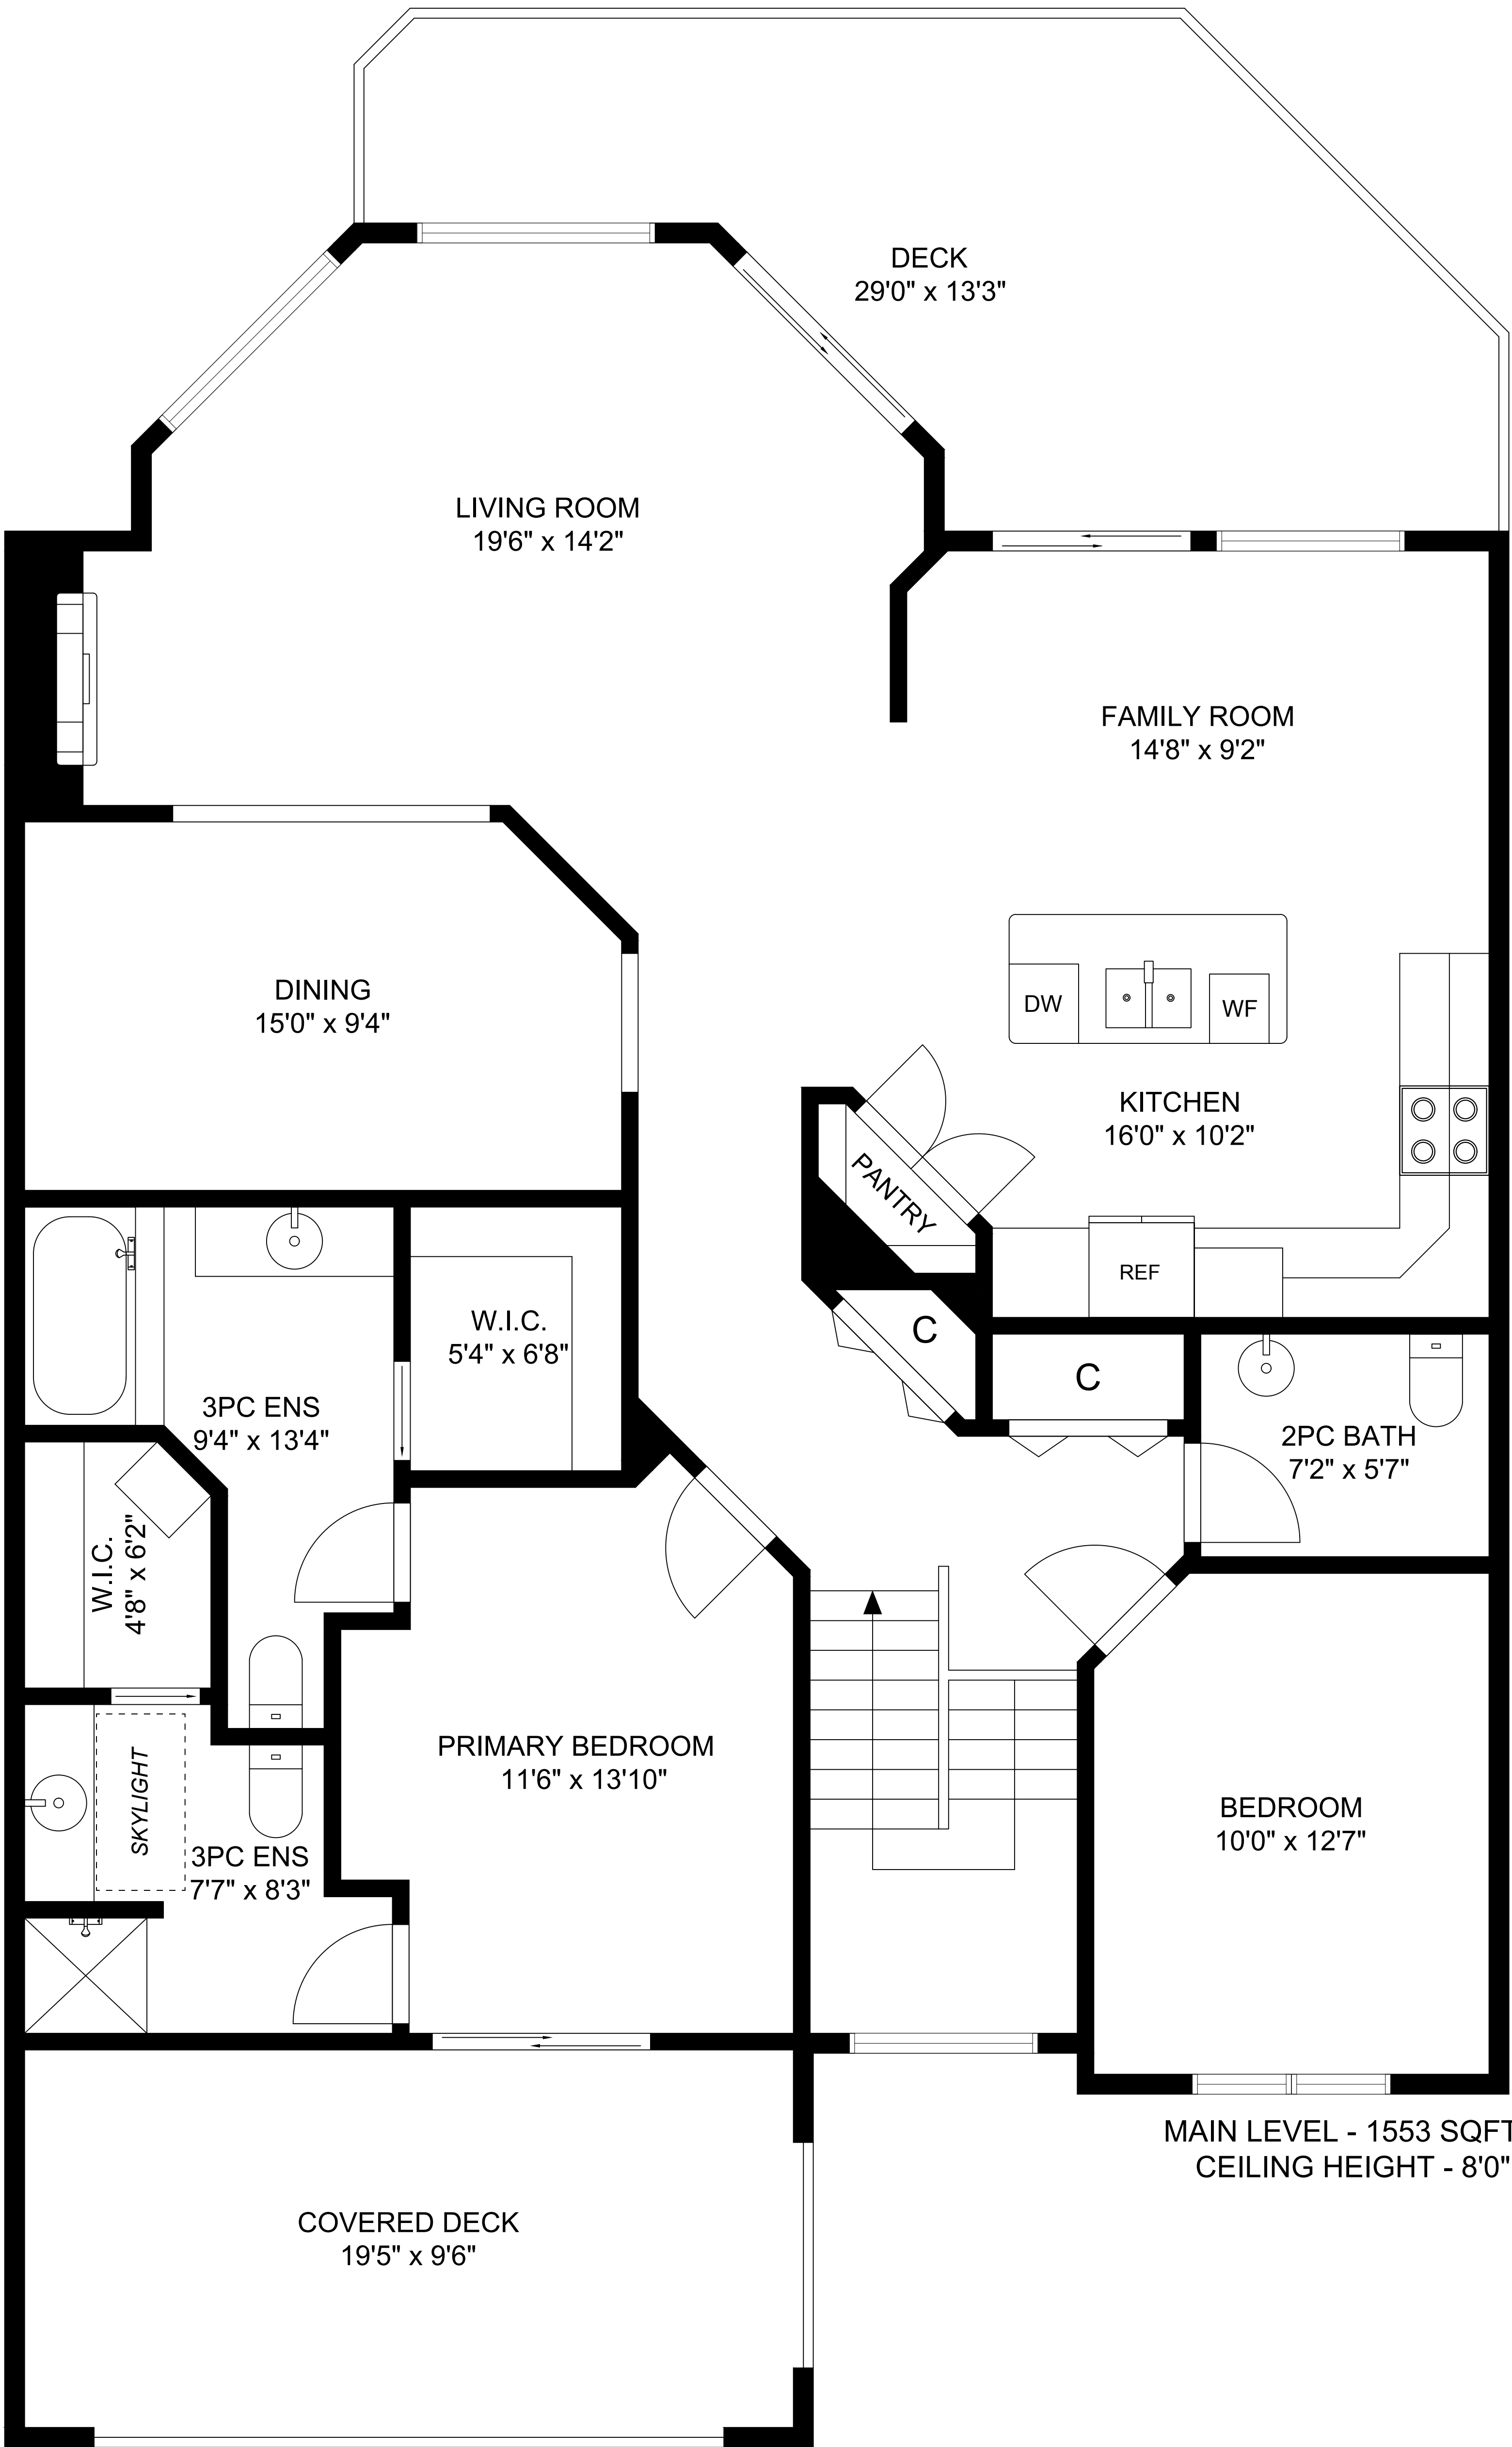 DECK
29'0" x 13'3"
LIVING ROOM
19'6" x 14'2"
FAMILY ROOM
14'8" x 9'2"
DINING
15'0" x 9'4"
DW
WF
KITCHEN
16'0" x 10'2"
PANTRY
REF
W.I.C.
5'4" x 6'8"
C
C
3PC ENS
9'4" x 13'4"
2PC BATH
7'2" x 5'7"
W.I.C.
4'8" x 6'2"
PRIMARY BEDROOM
11'6" x 13'10"
SKYLIGHT
3PC ENS
7'7" x 8'3"
BEDROOM
10'0" x 12'7"
MAIN LEVEL - 1553 SQFT
CEILING HEIGHT - 8'0"
COVERED DECK
19'5" x 9'6"